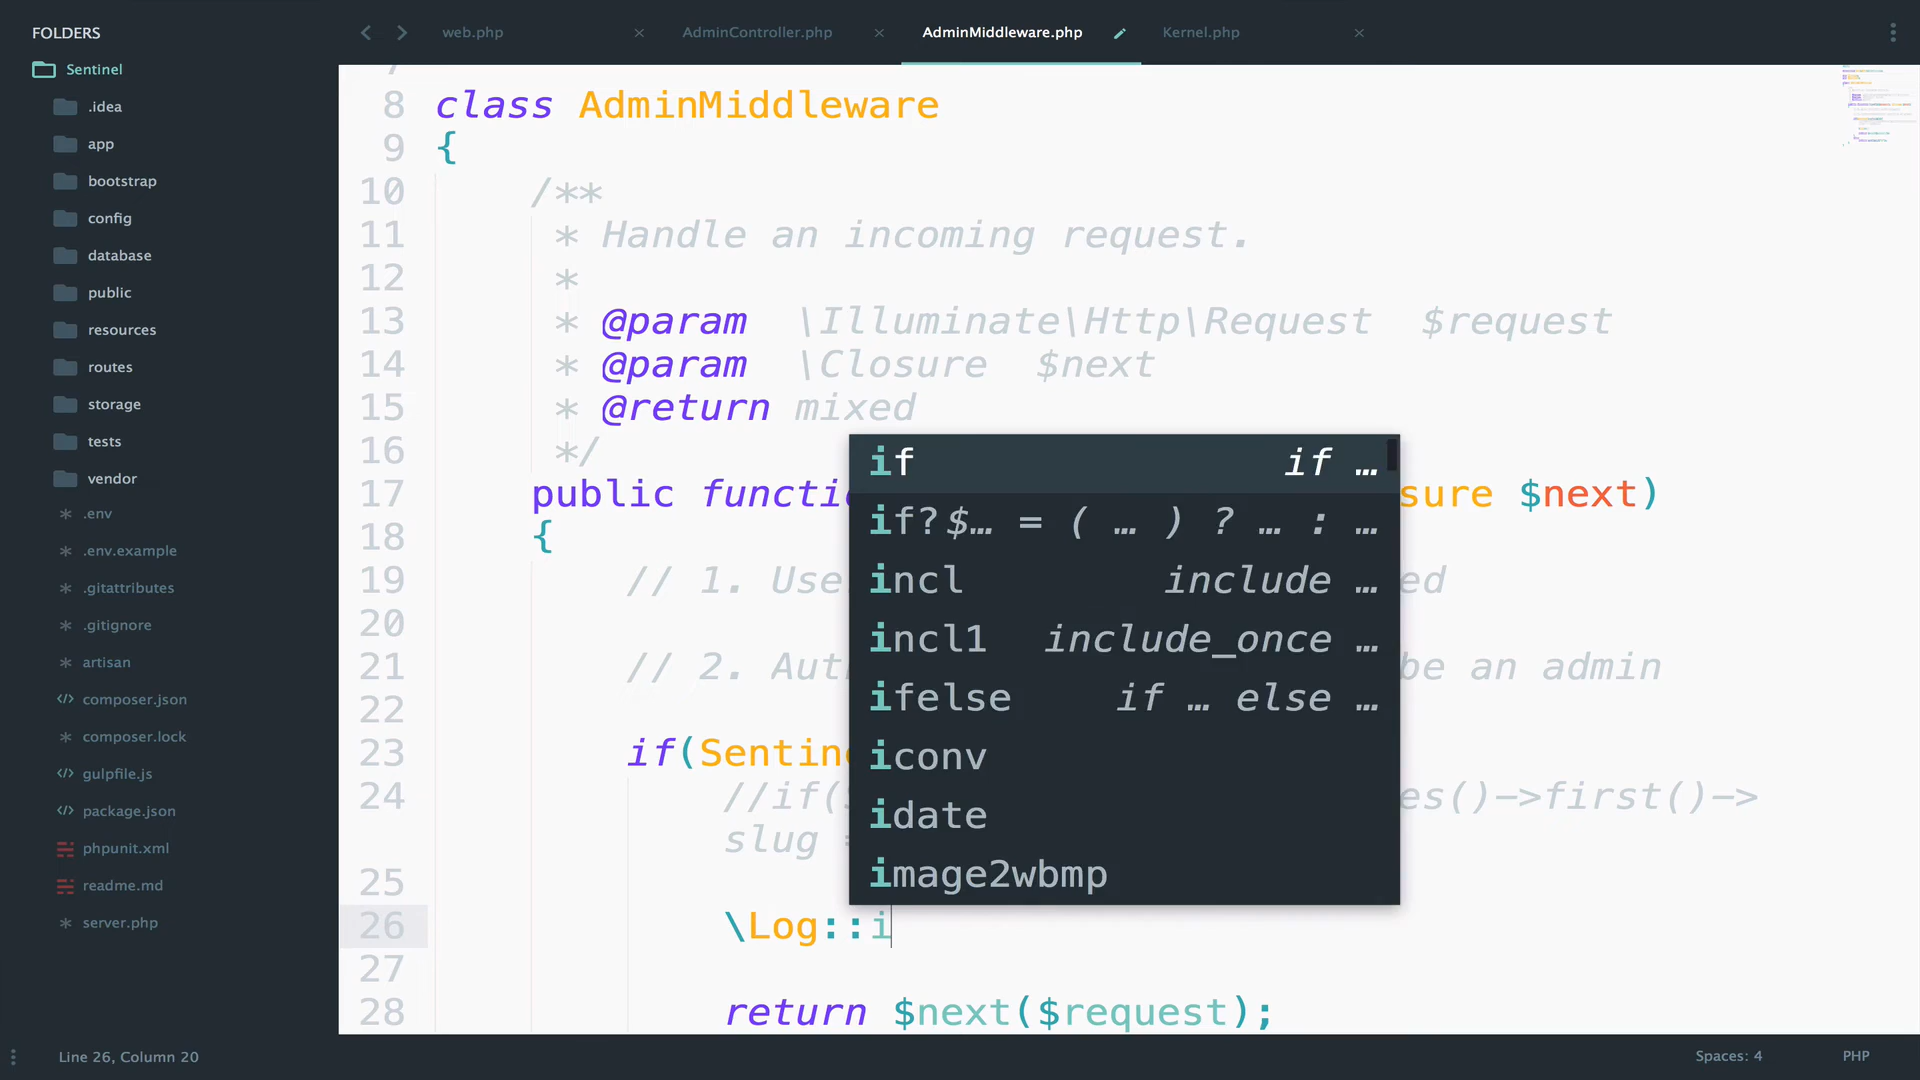 FOLDERS
Sentinel
.idea
app
bootstrap
config
database
public
resources
routes
storage
tests
vendor
.env
.env.example
.gitattributes
.gitignore
artisan
composer.json
composer.lock
gulpfile.js
package.json
phpunit.xml
readme.md
server.php
web.php
AdminController.php
AdminMiddleware.php
Kernel.php
8 class AdminMiddleware
9 {
10 /**
11 * Handle an incoming request.
12 *
13 * @param \Illuminate\Http\Request $request
14 * @param \Closure $next
15 * @return mixed
16 */
17 public functi sure $next)
18 {
19 // 1. Use ed
20
21 // 2. Aut be an admin
22
23 if(Sentin
24 //if( es()->first()->
slug
25
26 \Log::i
27
28 return $next($request);
if if …
if? $… = ( … ) ? … : …
incl include …
incl1 include_once …
ifelse if … else …
iconv
idate
image2wbmp
Line 26, Column 20
Spaces: 4
PHP